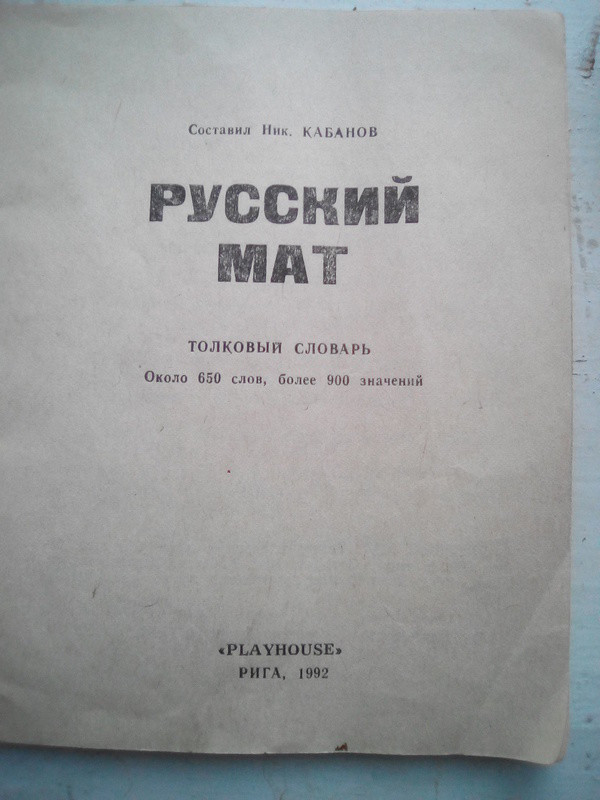 Составил Ник. КАБАНОВ
РУССКИЙ
МАТ
ТОЛКОВЫЙ СЛОВАРЬ
Около 650 слов, более 900 значений
«PLAYHOUSE»
РИГА, 1992